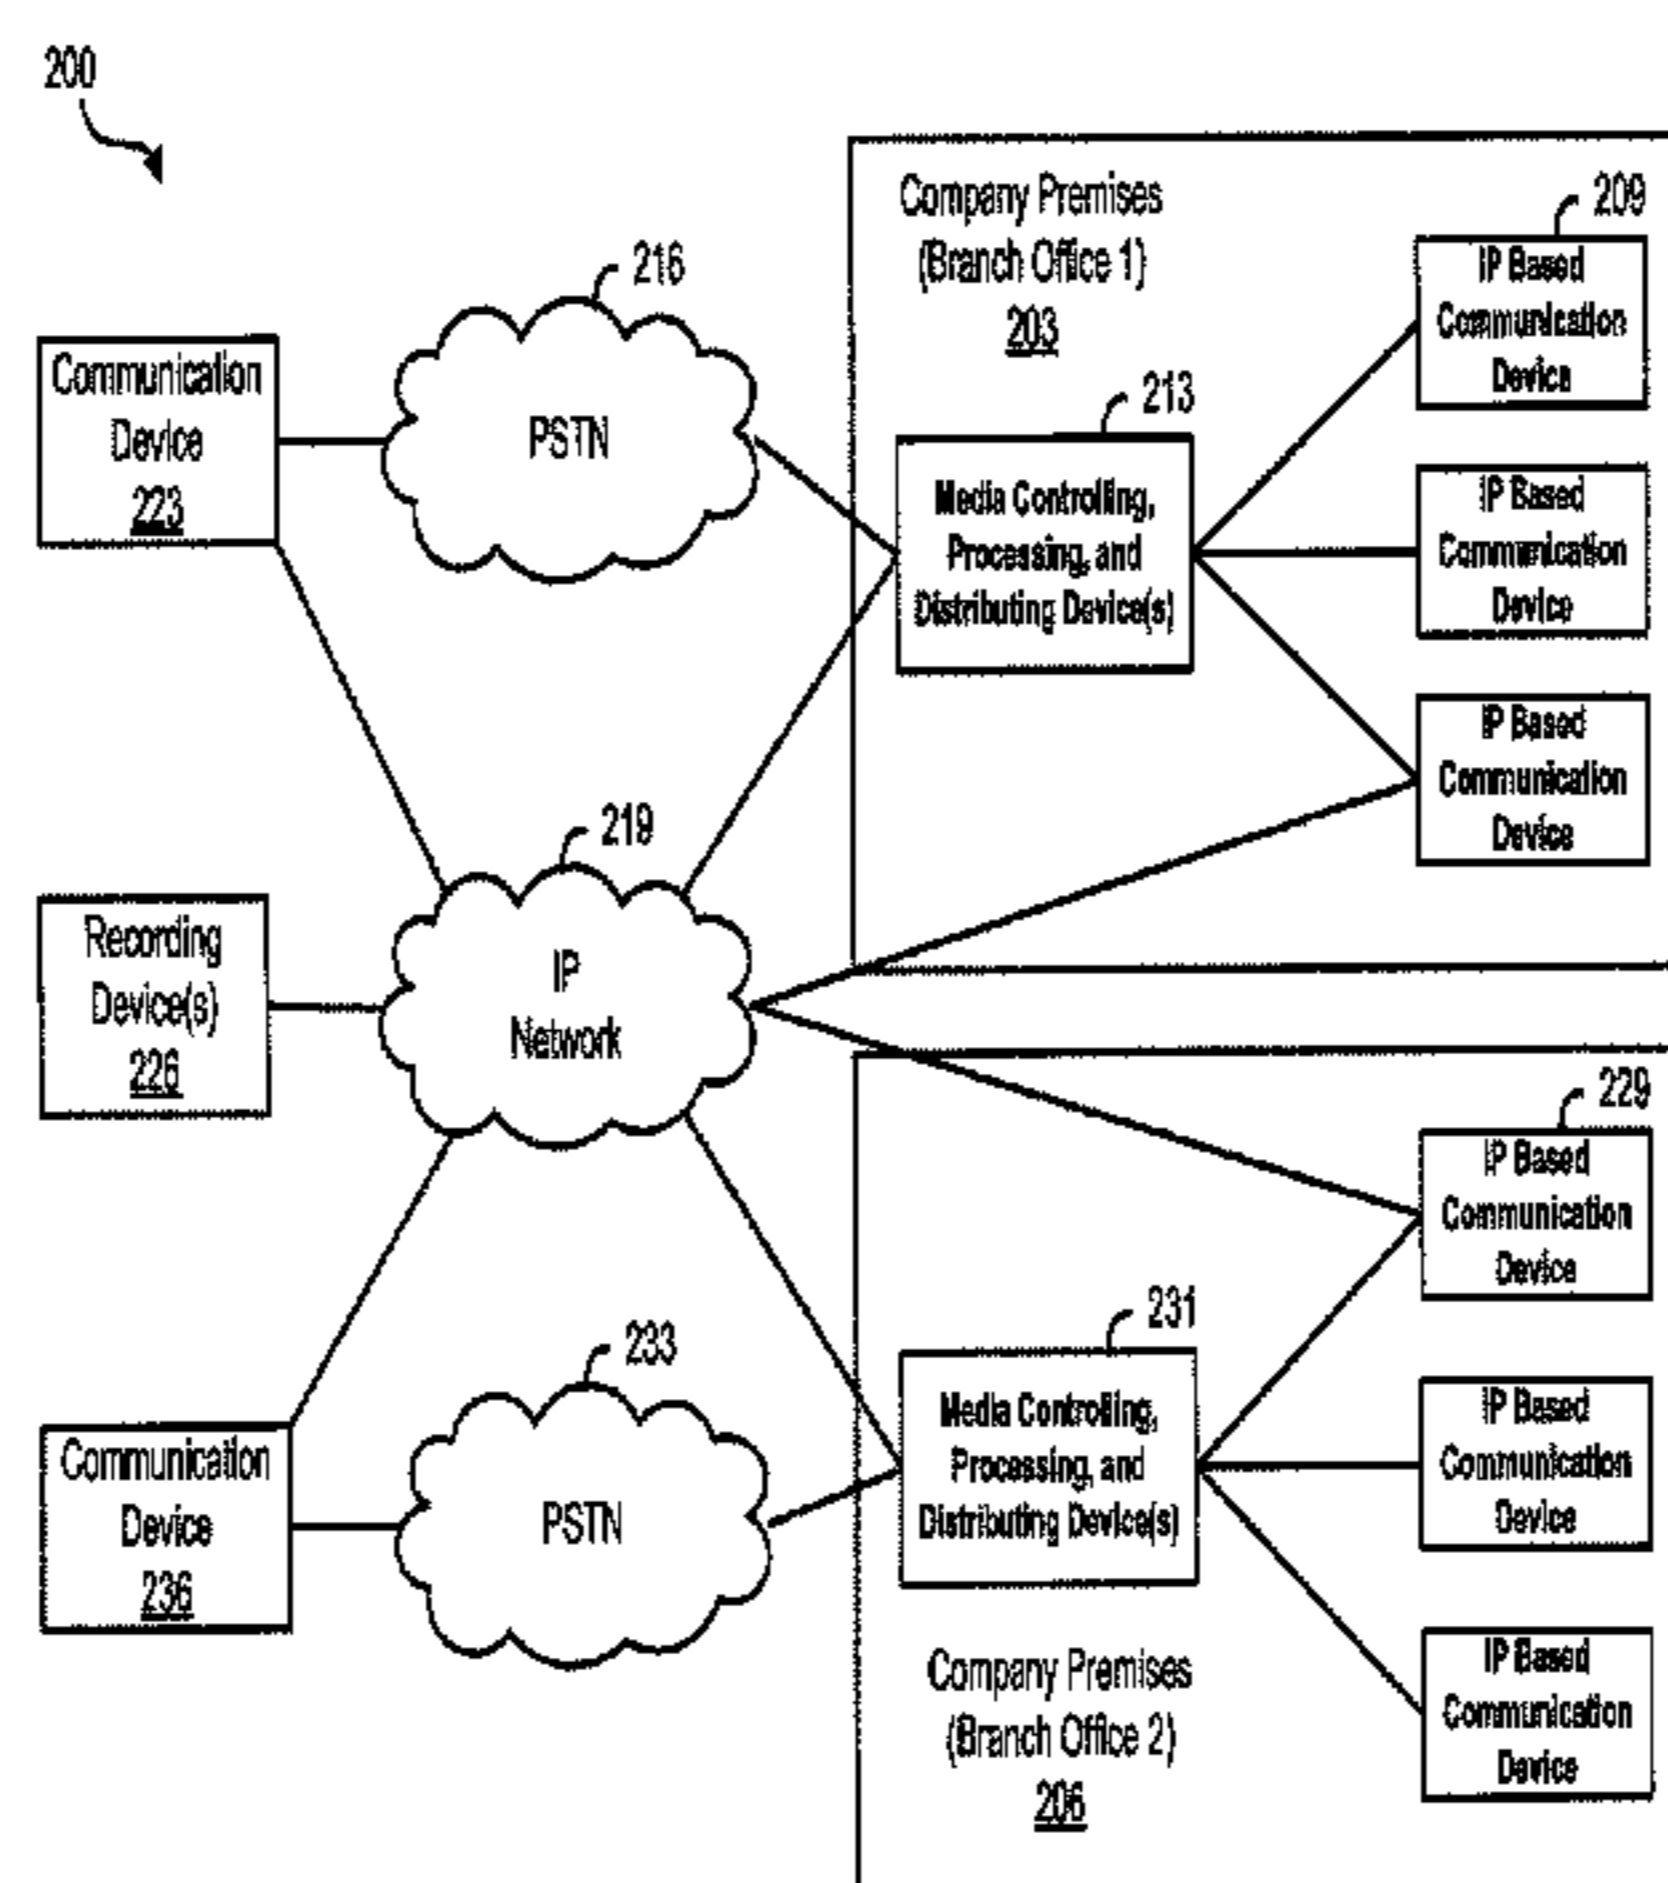 200
Company Premises
(Branch Office 1)
203
209
IP Based
Communication
Device
216
Communication
Device
223
PSTN
213
Media Controlling,
Processing, and
Distributing Device(s)
IP Based
Communication
Device
IP Based
Communication
Device
219
Recording
Device(s)
226
IP
Network
229
IP Based
Communication
Device
231
233
Communication
Device
236
PSTN
Media Controlling,
Processing, and
Distributing Device(s)
IP Based
Communication
Device
Company Premises
(Branch Office 2)
206
IP Based
Communication
Device